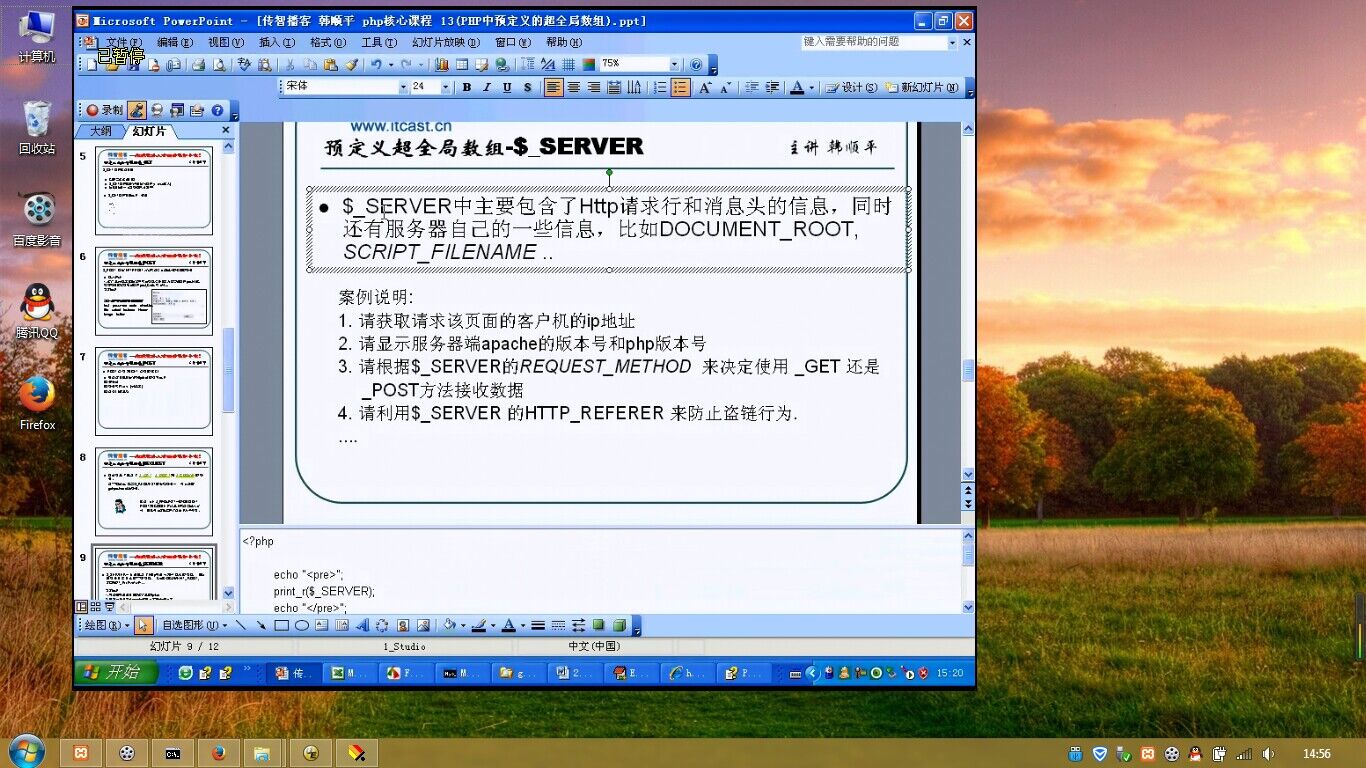 计算机
回收站
百度影音
腾讯QQ
Firefox
Microsoft PowerPoint - [传智播客 韩顺平 php核心课程 13(PHP中预定义的超全局数组).ppt]
文件(F) 编辑(E) 视图(V) 插入(I) 格式(O) 工具(T) 幻灯片放映(D) 窗口(W) 帮助(H) 键入需要帮助的问题
已暂停
75%
宋体 24 B I U S 设计(S) 新幻灯片(N)
录制
大纲 幻灯片
5
6
7
8
9
www.itcast.cn
预定义超全局数组-$_SERVER 主讲 韩顺平
● $_SERVER中主要包含了Http请求行和消息头的信息，同时
还有服务器自己的一些信息，比如DOCUMENT_ROOT,
SCRIPT_FILENAME ..
案例说明:
1. 请获取请求该页面的客户机的ip地址
2. 请显示服务器端apache的版本号和php版本号
3. 请根据$_SERVER的REQUEST_METHOD 来决定使用 _GET 还是
_POST方法接收数据
4. 请利用$_SERVER 的HTTP_REFERER 来防止盗链行为.
....
<?php
echo "<pre>";
print_r($_SERVER);
echo "</pre>";
绘图(R) 自选图形(U)
幻灯片 9 / 12 1_Studio 中文(中国)
开始 传.. M... F... M... g... 2... E... h... P... 15:20
14:56